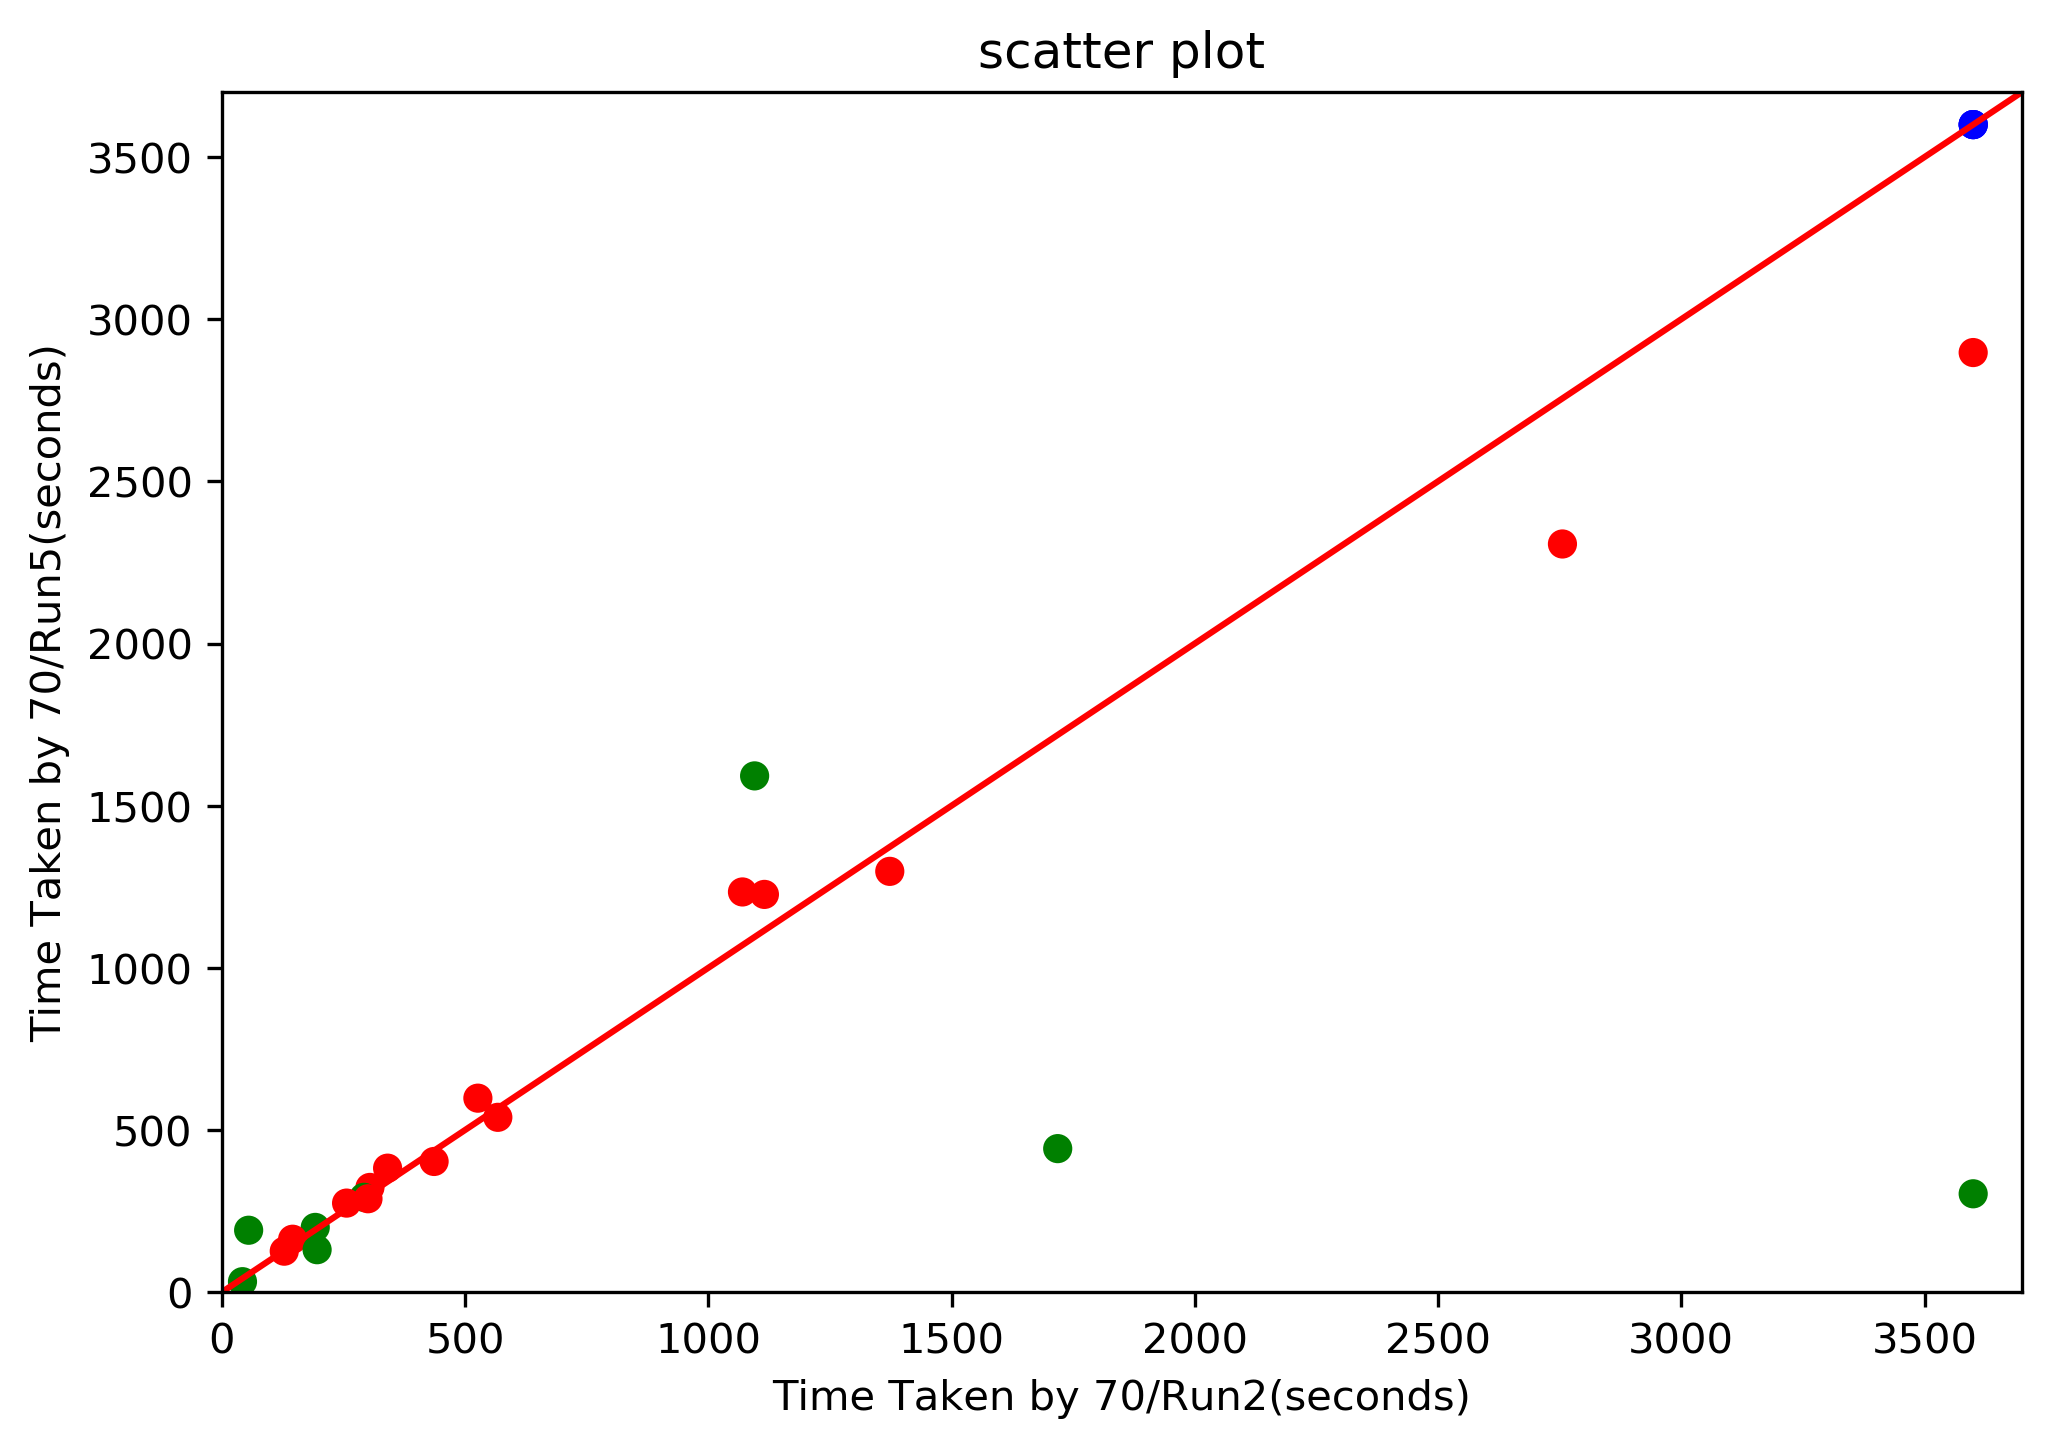 scatter plot
Time Taken by 70/Run5(seconds)
3500
3000
2500
2000
1500
1000
500
0
0 500 1000 1500 2000 2500 3000 3500
Time Taken by 70/Run2(seconds)